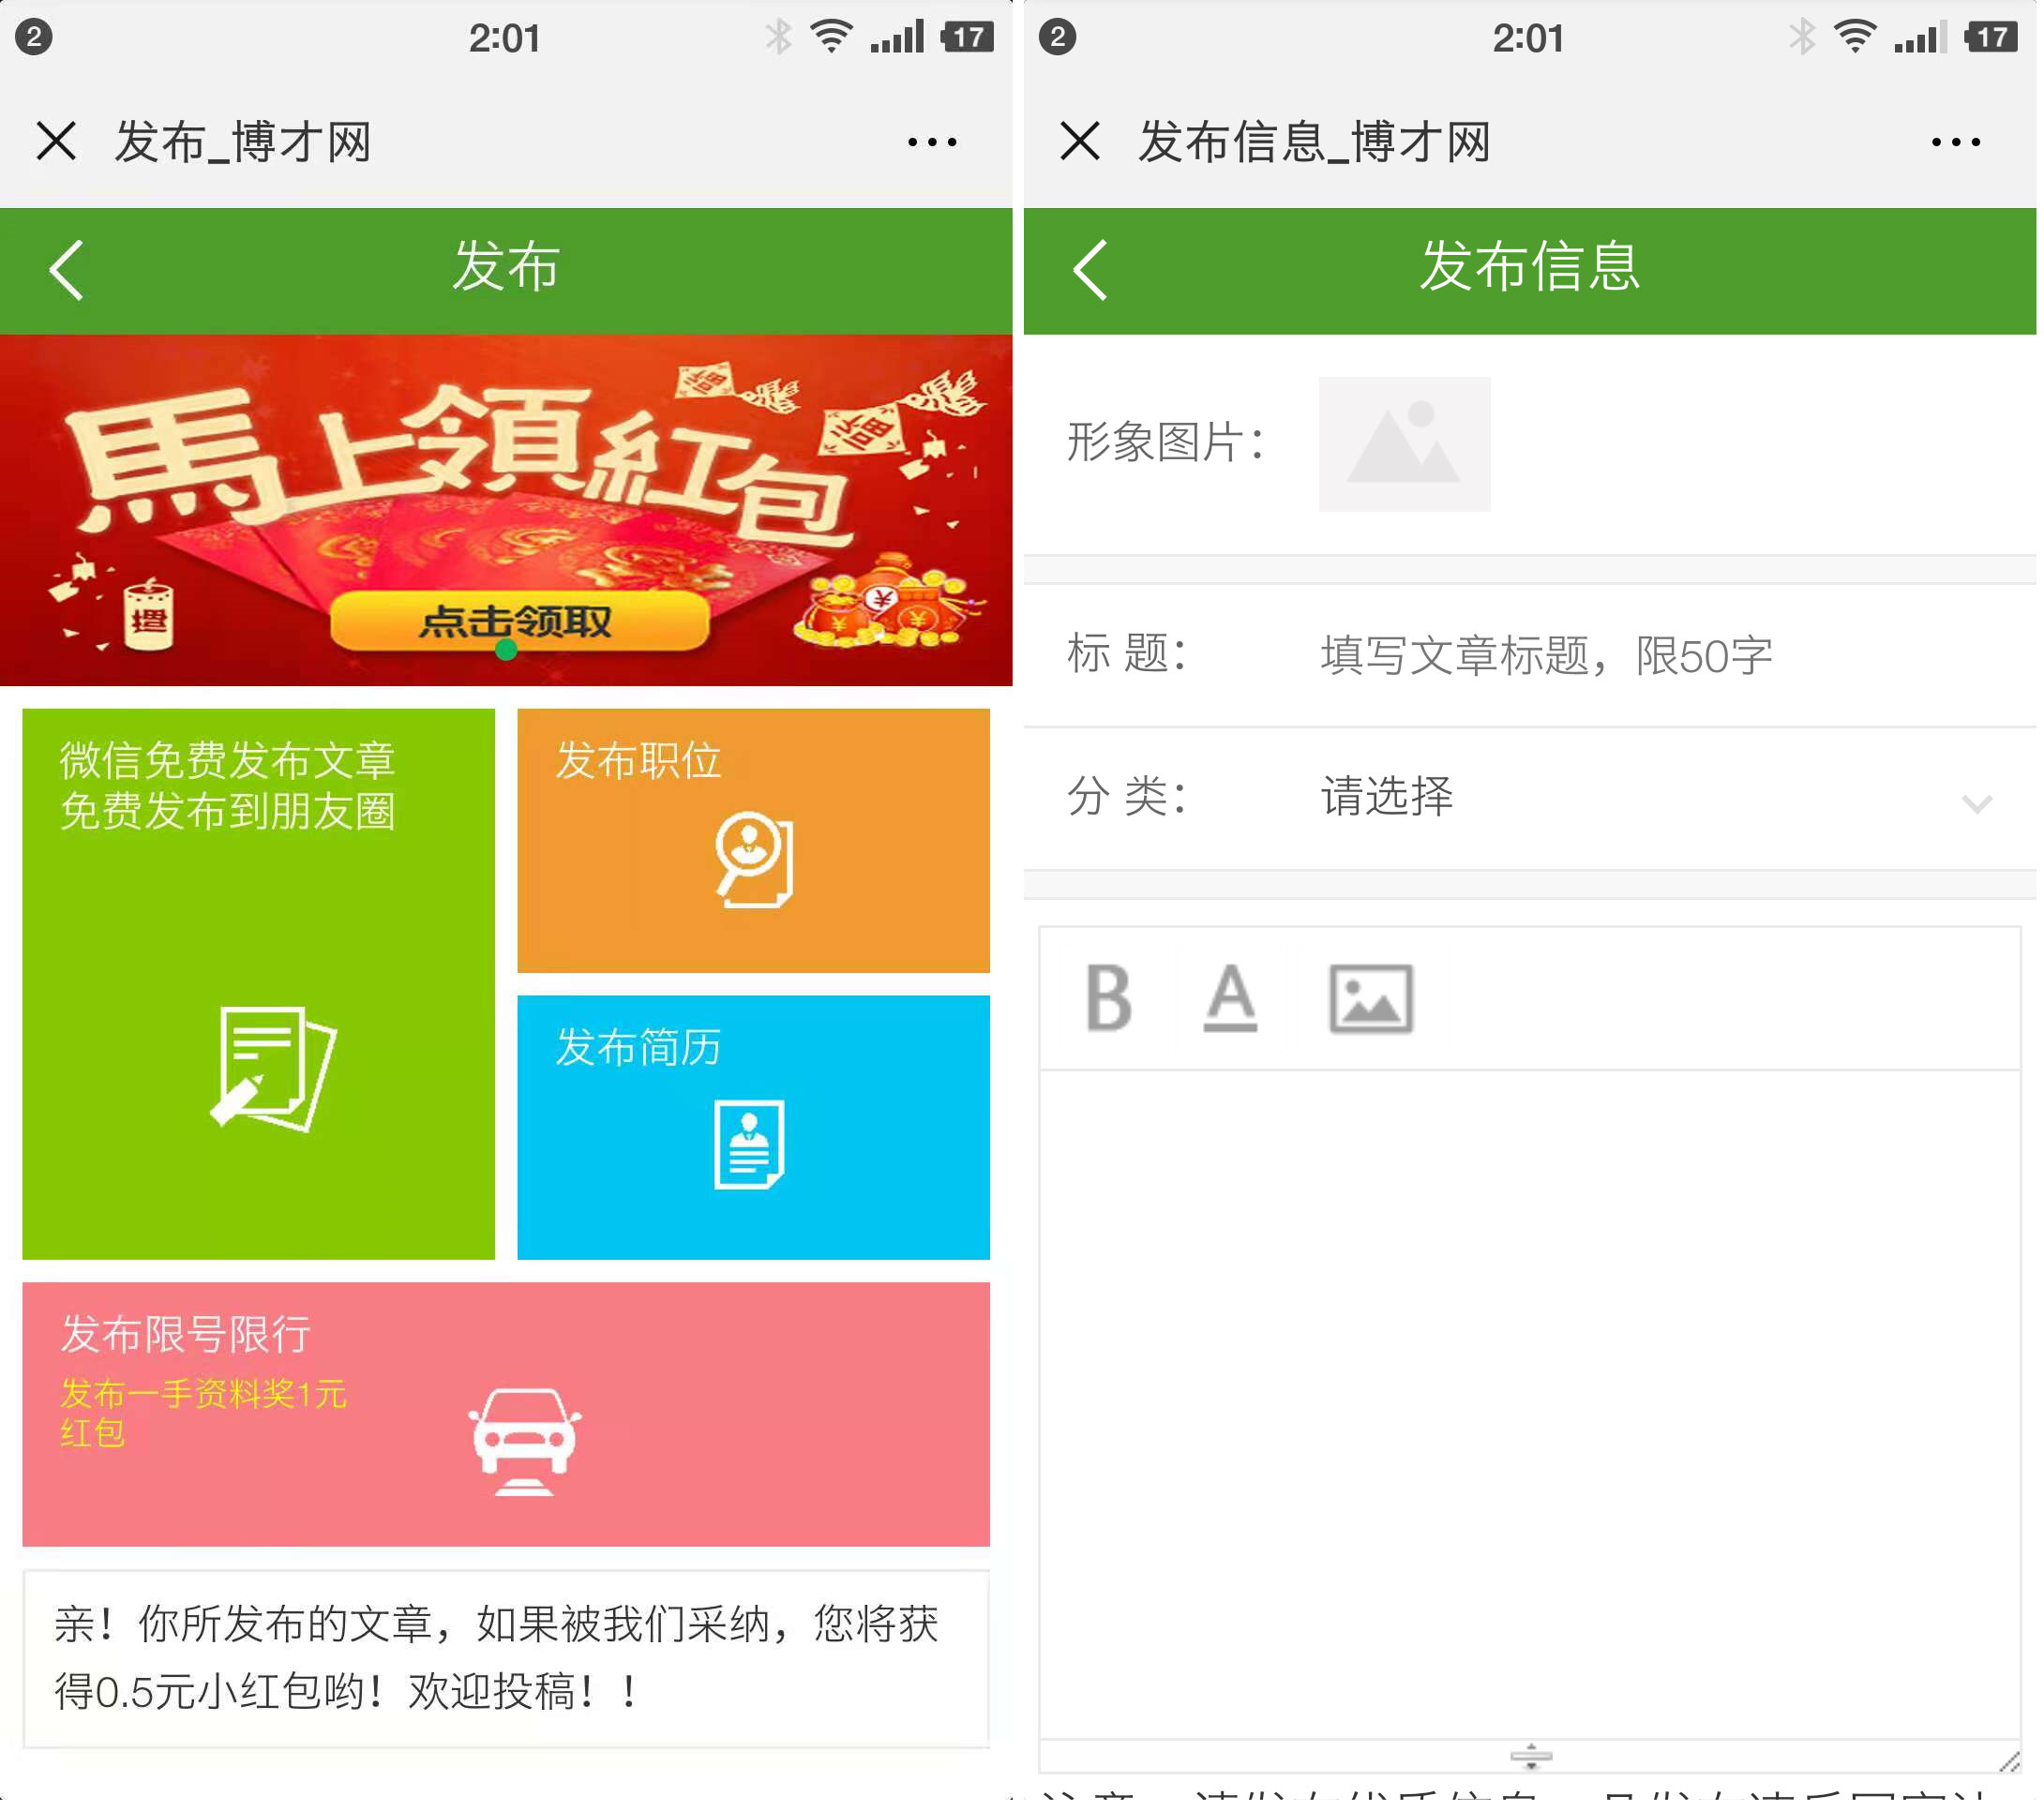 2
2:01
17
发布_博才网
发布
馬上領紅包
福
福
点击领取
微信免费发布文章
免费发布到朋友圈
发布职位
发布简历
发布限号限行
发布一手资料奖1元
红包
亲！你所发布的文章，如果被我们采纳，您将获
得0.5元小红包哟！欢迎投稿！！
2
2:01
17
发布信息_博才网
发布信息
形象图片：
标 题：
填写文章标题，限50字
分 类：
请选择
B A